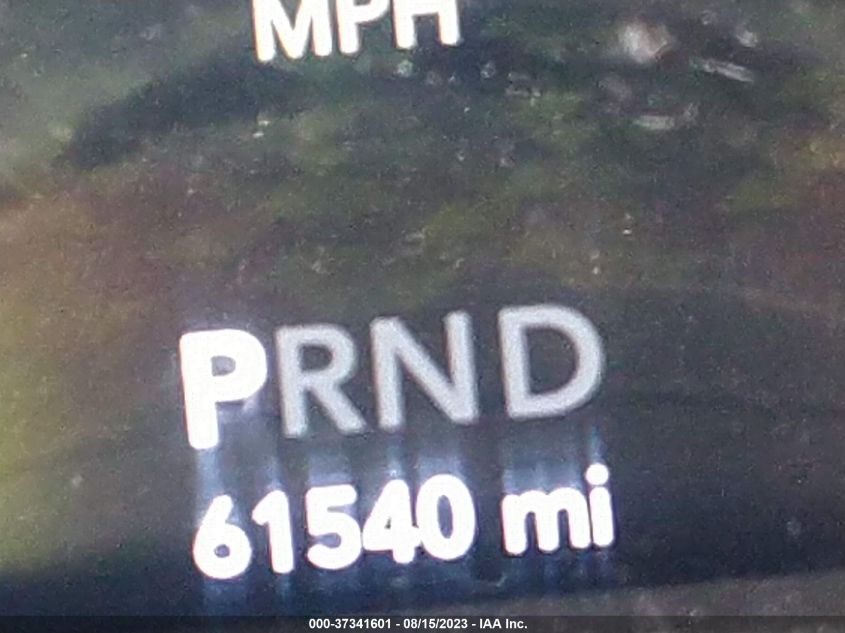 MPH
PRND
61540 mi
000-37341601 - 08/15/2023 - IAA Inc.